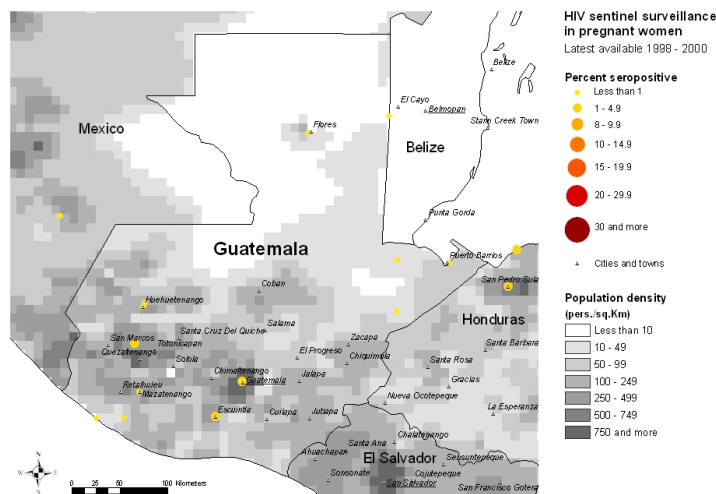 HIV sentinel surveillance
in pregnant women
Latest available 1998 - 2000
Percent seropositive
Less than 1
1 - 4.9
8 - 9.9
10 - 14.9
15 - 19.9
20 - 29.9
30 and more
Cities and towns
Population density
(pers./sq.Km)
Less than 10
10 - 49
50 - 99
100 - 249
250 - 499
500 - 749
750 and more
Belize
El Cayo
Belmopan
Stann Creek Town
Flores
Mexico
Belize
Punta Gorda
Guatemala
Puerto Barrios
San Pedro Sula
Coban
Huehuetenango
Honduras
Salama
Santa Cruz Del Quiche
San Marcos
Totonicapan
Zacapa
Santa Barbara
Quezaltenango
El Progreso
Chiquimula
Solola
Santa Rosa
Chimaltenango
Guatemala
Jalapa
Gracias
Retalhuleu
Mazatenango
Nueva Ocotepeque
La Esperanza
Escuintla
Cuilapa
Jutiapa
Santa Ana
Chalatenango
Ahuachapan
El Salvador
Sensuntepeque
Sonsonate
Cojutepeque
San Salvador
San Francisco Gotera
N
W
E
S
0 50 100 Kilometers